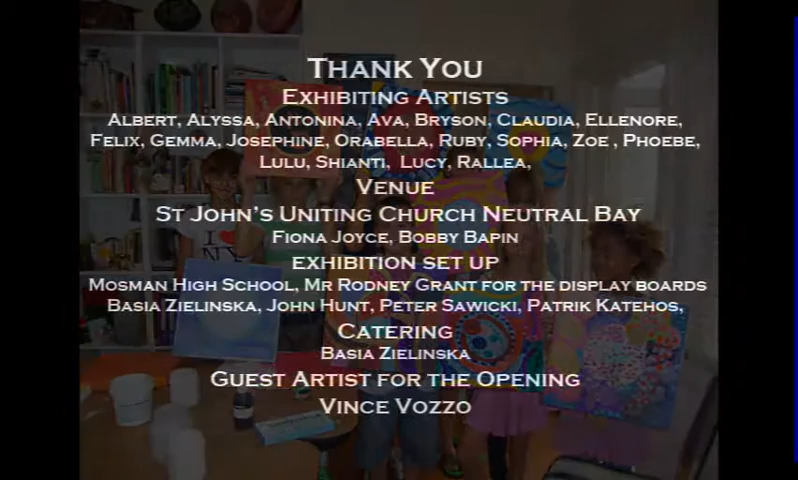 THANK YOU
EXHIBITING ARTISTS
ALBERT, ALYSSA, ANTONINA, AVA, BRYSON, CLAUDIA, ELLENORE,
FELIX, GEMMA, JOSEPHINE, ORABELLA, RUBY, SOPHIA, ZOE , PHOEBE,
LULU, SHIANTI, LUCY, RALLEA,
VENUE
ST JOHN'S UNITING CHURCH NEUTRAL BAY
FIONA JOYCE, BOBBY BAPIN
EXHIBITION SET UP
MOSMAN HIGH SCHOOL, MR RODNEY GRANT FOR THE DISPLAY BOARDS
BASIA ZIELINSKA, JOHN HUNT, PETER SAWICKI, PATRIK KATEHOS,
CATERING
BASIA ZIELINSKA
GUEST ARTIST FOR THE OPENING
VINCE VOZZO
I NY